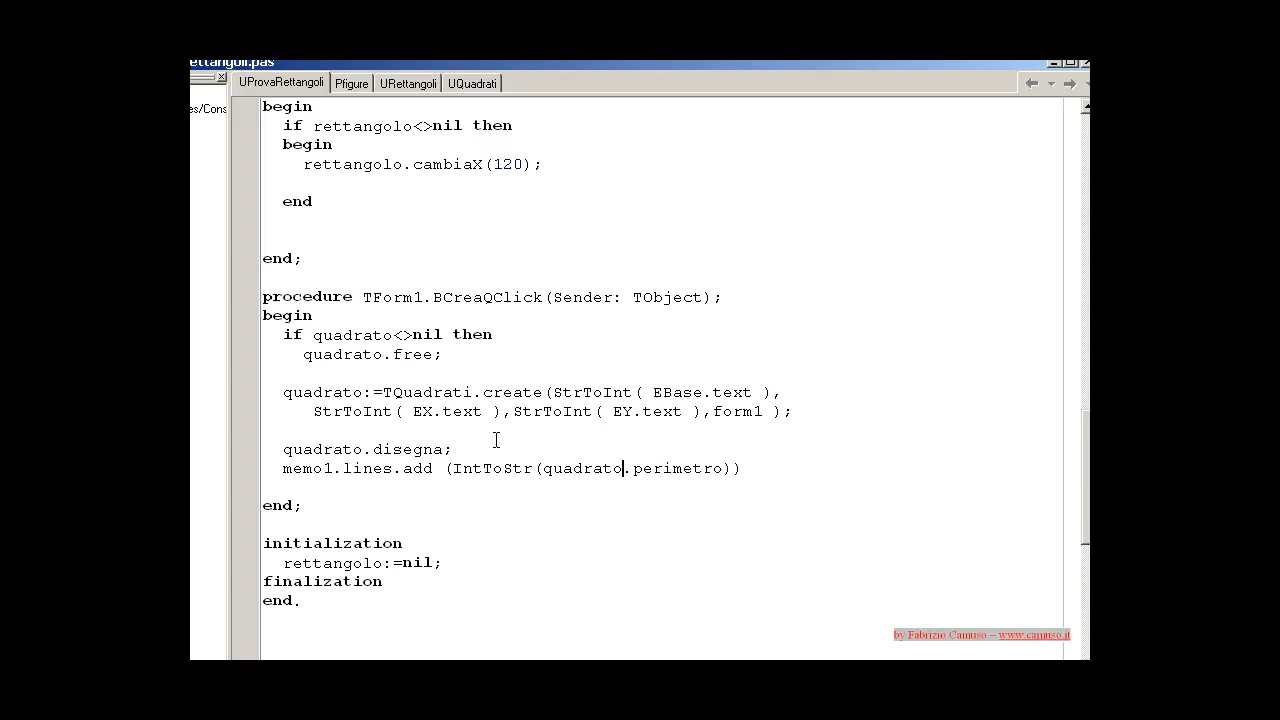 ettangoli.pas
UProvaRettangoli Pfigure URettangoli UQuadrati
es/Cons
begin
if rettangolo<>nil then
begin
rettangolo.cambiaX(120);
end
end;
procedure TForm1.BCreaQClick(Sender: TObject);
begin
if quadrato<>nil then
quadrato.free;
quadrato:=TQuadrati.create(StrToInt( EBase.text ),
StrToInt( EX.text ),StrToInt( EY.text ),form1 );
quadrato.disegna;
memo1.lines.add (IntToStr(quadrato.perimetro))
end;
initialization
rettangolo:=nil;
finalization
end.
by Fabrizio Camuso – www.camuso.it